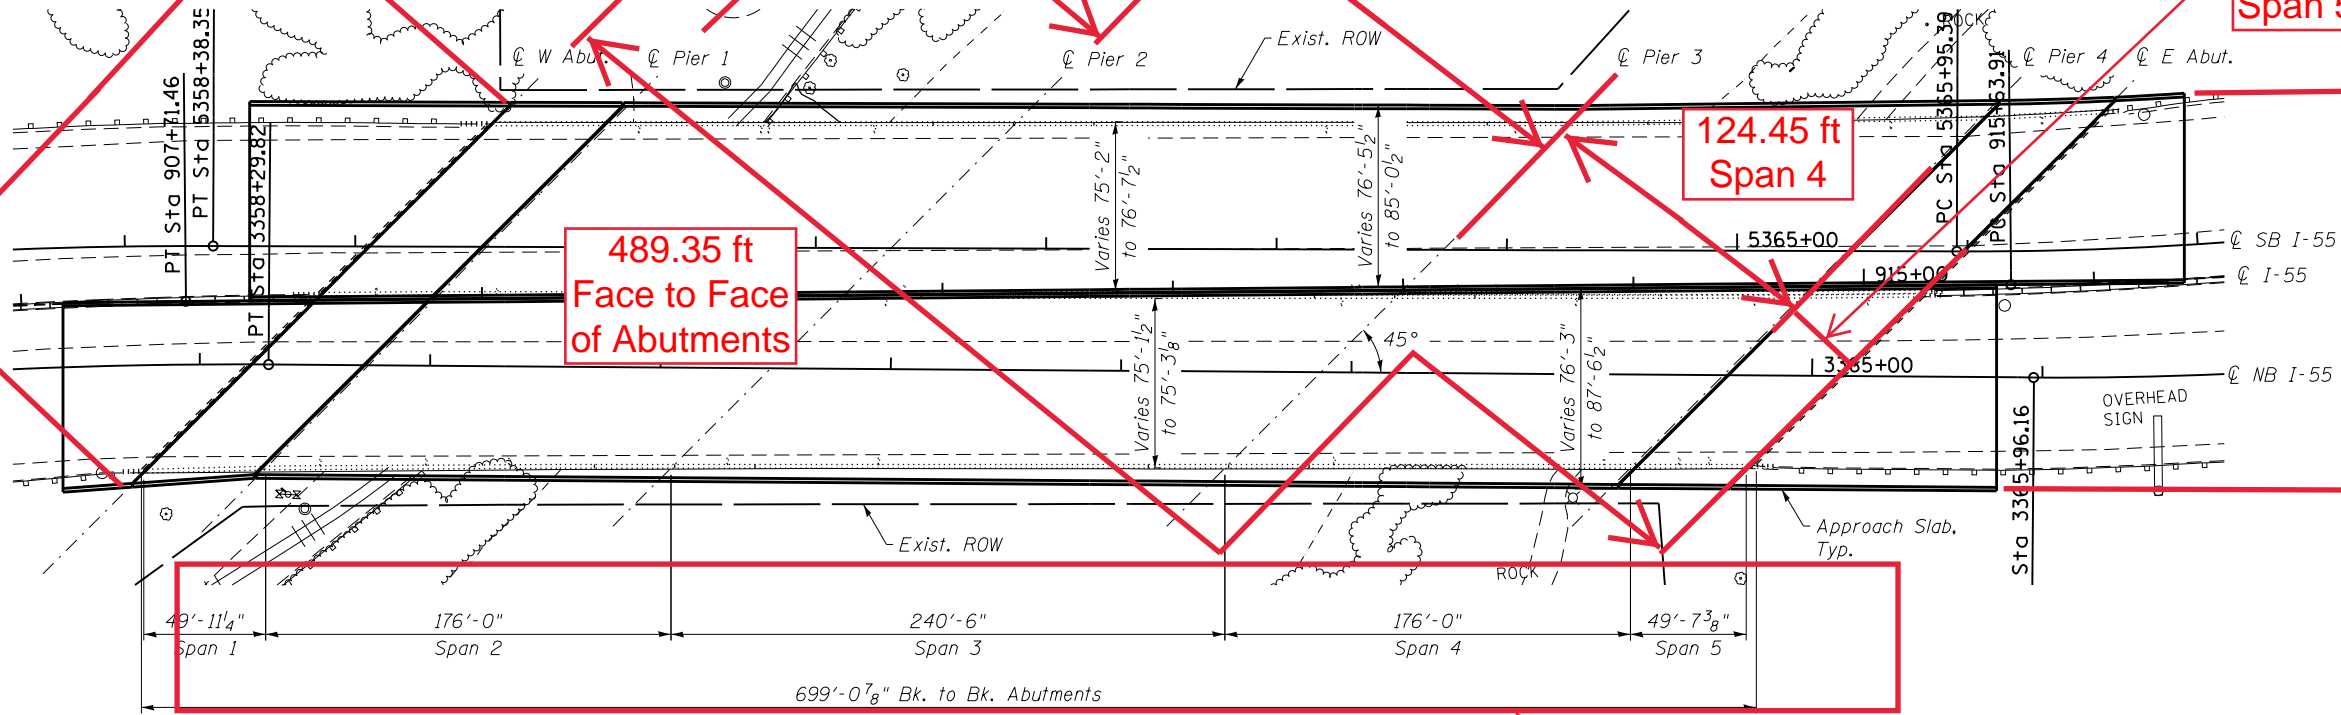 Span 5
PT Sta 907+71.46
PT Sta 5358+38.35
PT Sta 3358+29.82
℄ W Abut.
℄ Pier 1
℄ Pier 2
Exist. ROW
℄ Pier 3
ROCK
PC Sta 5365+95.39
PC Sta 915+63.91
℄ Pier 4
℄ E Abut.
124.45 ft
Span 4
Varies 75'-2"
to 76'-7½"
Varies 76'-5½"
to 85'-0½"
489.35 ft
Face to Face
of Abutments
5365+00
℄ SB I-55
915+00
℄ I-55
Varies 75'-1½"
to 75'-3⅛"
45°
Varies 76'-3"
to 87'-6½"
3365+00
℄ NB I-55
OVERHEAD
SIGN
Sta 3365+96.16
Exist. ROW
Approach Slab,
Typ.
ROCK
49'-11¼"
176'-0"
240'-6"
176'-0"
49'-7⅜"
Span 1
Span 2
Span 3
Span 4
Span 5
699'-0⅞" Bk. to Bk. Abutments